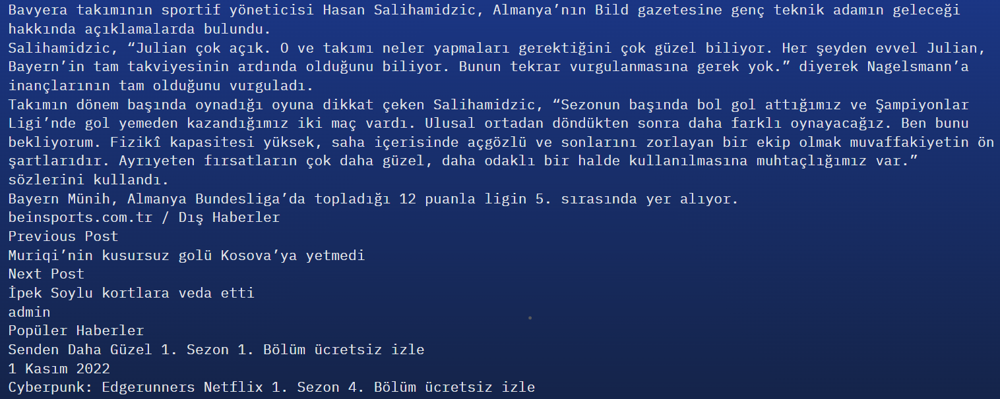 Bavyera takımının sportif yöneticisi Hasan Salihamidzic, Almanya’nın Bild gazetesine genç teknik adamın geleceği
hakkında açıklamalarda bulundu.
Salihamidzic, “Julian çok açık. O ve takımı neler yapmaları gerektiğini çok güzel biliyor. Her şeyden evvel Julian,
Bayern’in tam takviyesinin ardında olduğunu biliyor. Bunun tekrar vurgulanmasına gerek yok.” diyerek Nagelsmann’a
inançlarının tam olduğunu vurguladı.
Takımın dönem başında oynadığı oyuna dikkat çeken Salihamidzic, “Sezonun başında bol gol attığımız ve Şampiyonlar
Ligi’nde gol yemeden kazandığımız iki maç vardı. Ulusal ortadan döndükten sonra daha farklı oynayacağız. Ben bunu
bekliyorum. Fizikî kapasitesi yüksek, saha içerisinde açgözlü ve sonlarını zorlayan bir ekip olmak muvaffakiyetin ön
şartlarıdır. Ayrıyeten fırsatların çok daha güzel, daha odaklı bir halde kullanılmasına muhtaçlığımız var.”
sözlerini kullandı.
Bayern Münih, Almanya Bundesliga’da topladığı 12 puanla ligin 5. sırasında yer alıyor.
beinsports.com.tr / Dış Haberler
Previous Post
Muriqi’nin kusursuz golü Kosova’ya yetmedi
Next Post
İpek Soylu kortlara veda etti
admin
Popüler Haberler
Senden Daha Güzel 1. Sezon 1. Bölüm ücretsiz izle
1 Kasım 2022
Cyberpunk: Edgerunners Netflix 1. Sezon 4. Bölüm ücretsiz izle